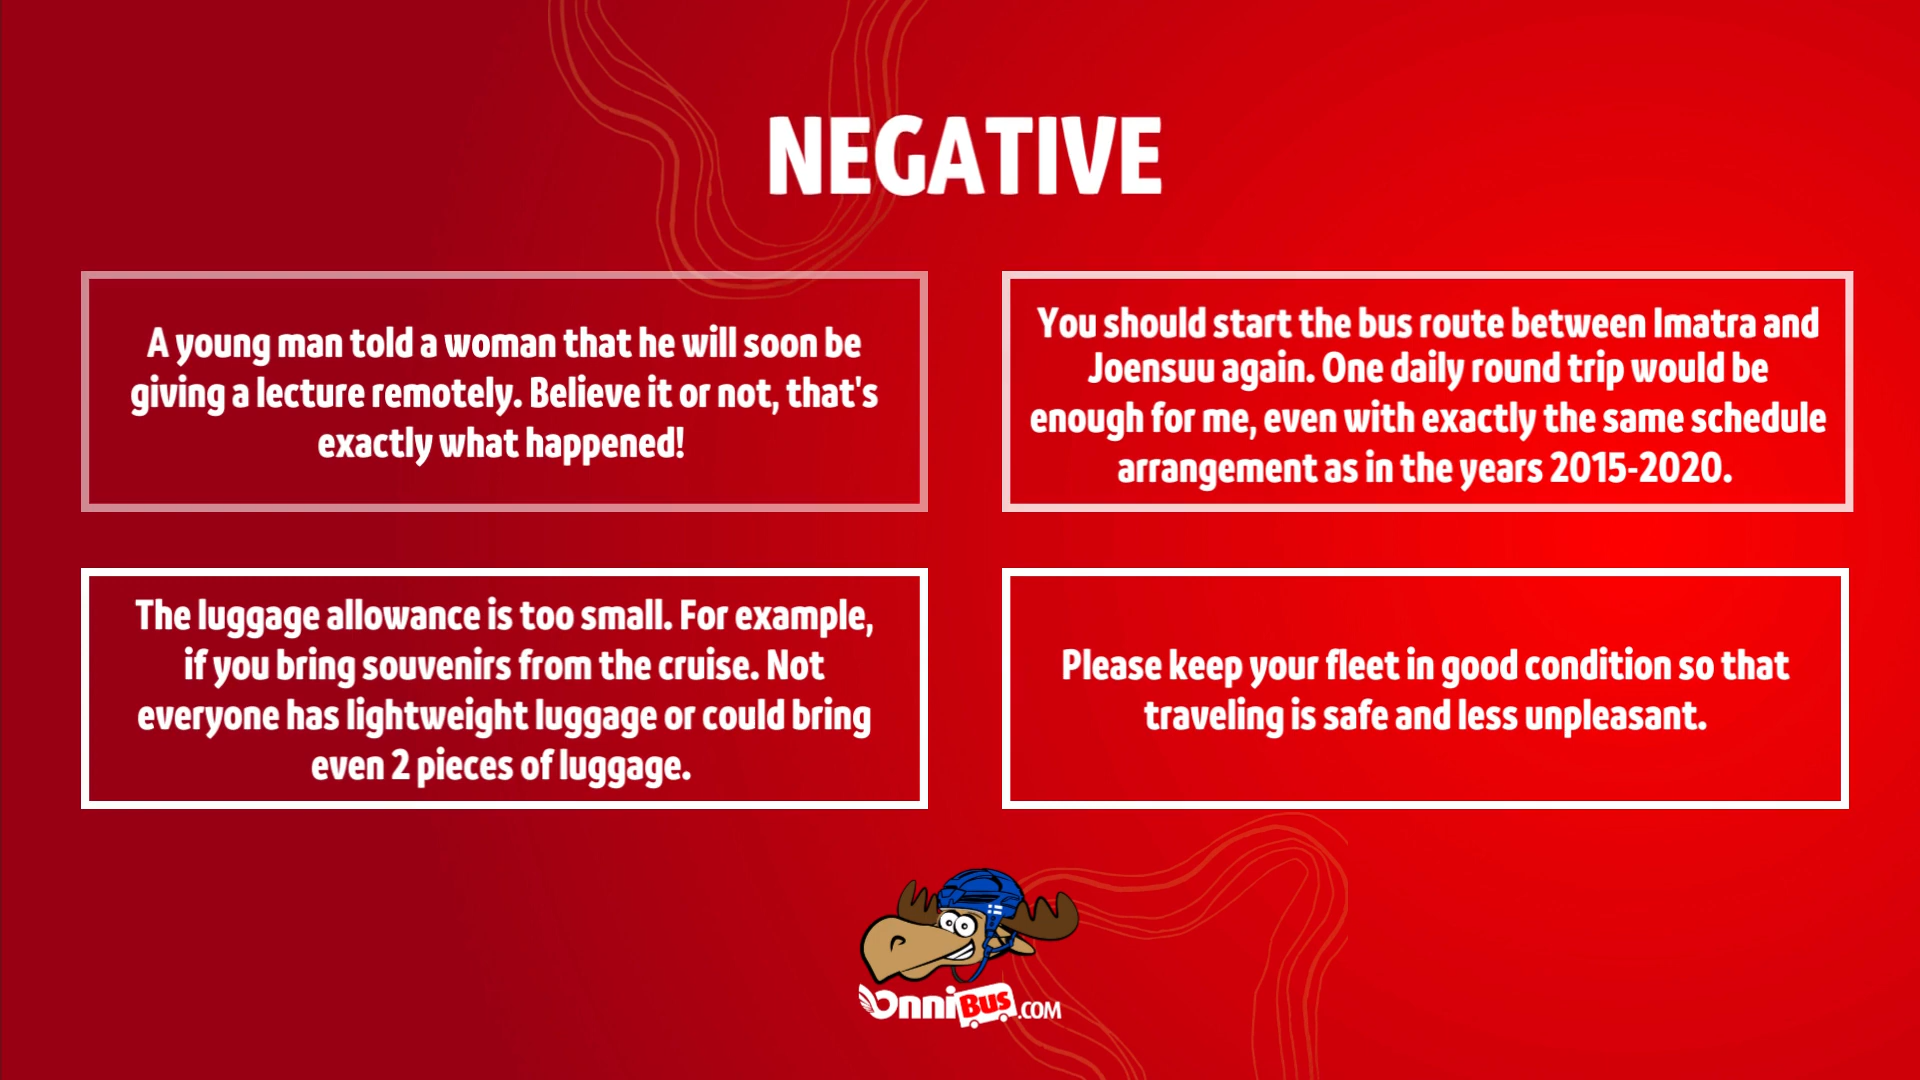 NEGATIVE
A young man told a woman that he will soon be
giving a lecture remotely. Believe it or not, that's
exactly what happened!
You should start the bus route between Imatra and
Joensuu again. One daily round trip would be
enough for me, even with exactly the same schedule
arrangement as in the years 2015-2020.
The luggage allowance is too small. For example,
if you bring souvenirs from the cruise. Not
everyone has lightweight luggage or could bring
even 2 pieces of luggage.
Please keep your fleet in good condition so that
traveling is safe and less unpleasant.
OnniBus.COM